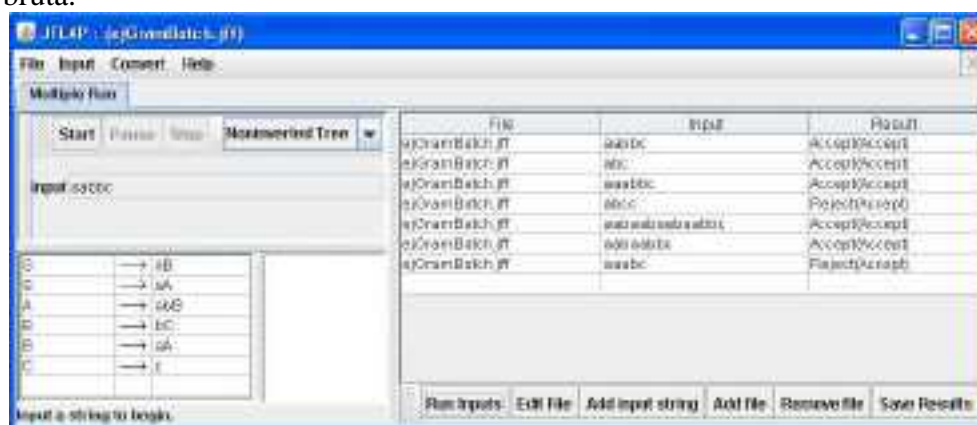 bruta.
JFLAP : (ejGramBatch.jff)
File Input Convert Help
Multiple Run
Start Pause Step Noninverted Tree
Input aabbc
File Input Result
ejGramBatch.jff aabbc Accept(Accept)
ejGramBatch.jff abc Accept(Accept)
ejGramBatch.jff Accept(Accept)
ejGramBatch.jff abcc Reject(Accept)
ejGramBatch.jff Accept(Accept)
ejGramBatch.jff Accept(Accept)
ejGramBatch.jff aaabc Reject(Accept)
S → aB
S → aA
A → abB
B → bC
B → aA
C → c
Input a string to begin.
Run Inputs Edit File Add input string Add file Remove file Save Results